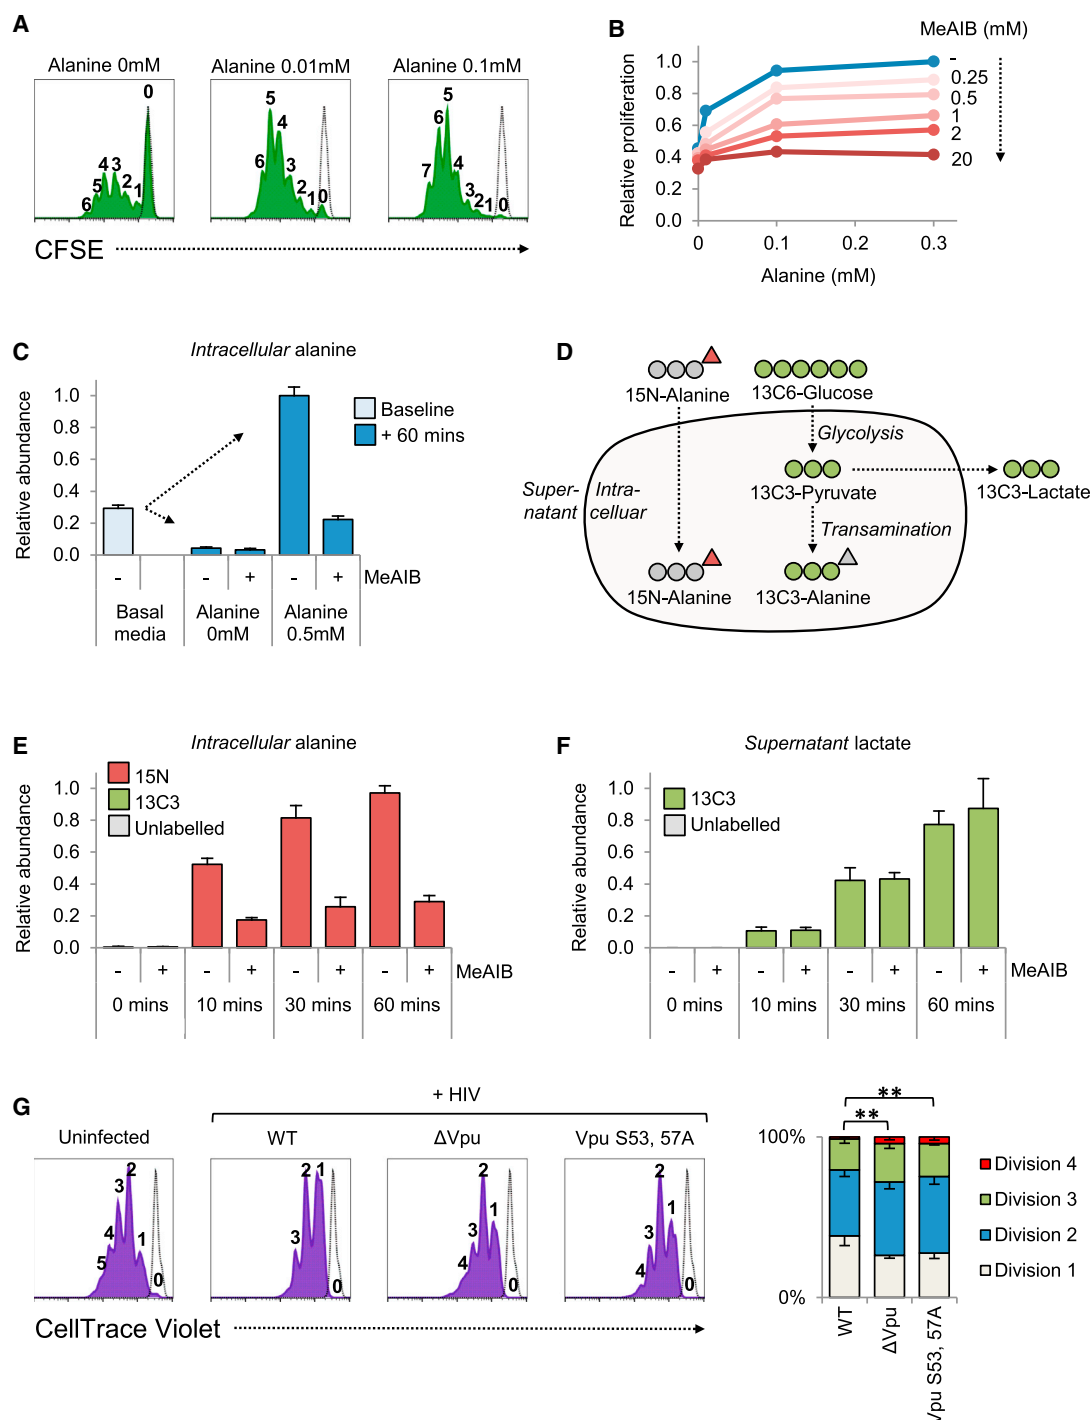 A
Alanine 0mM
Alanine 0.01mM
Alanine 0.1mM
0
5
4
3
2
1
6
5
4
6
3
2
1
0
5
6
7
4
3
2
1
0
CFSE
B
MeAIB (mM)
-
0.25
0.5
1
2
20
Relative proliferation
1.0
0.8
0.6
0.4
0.2
0.0
0
0.1
0.2
0.3
Alanine (mM)
C
Intracellular alanine
Relative abundance
1.0
0.8
0.6
0.4
0.2
0.0
Baseline
+ 60 mins
- - + - + MeAIB
Basal media
Alanine 0mM
Alanine 0.5mM
D
15N-Alanine
13C6-Glucose
Glycolysis
13C3-Pyruvate
13C3-Lactate
Super-
natant
Intra-
celluar
Transamination
15N-Alanine
13C3-Alanine
E
Intracellular alanine
15N
13C3
Unlabelled
Relative abundance
1.0
0.8
0.6
0.4
0.2
0.0
- + - + - + - + MeAIB
0 mins
10 mins
30 mins
60 mins
F
Supernatant lactate
13C3
Unlabelled
Relative abundance
1.0
0.8
0.6
0.4
0.2
0.0
- + - + - + - + MeAIB
0 mins
10 mins
30 mins
60 mins
G
+ HIV
Uninfected
WT
ΔVpu
Vpu S53, 57A
2
3
4
5
1
0
2
1
3
0
2
1
3
4
0
2
1
3
4
0
CellTrace Violet
**
**
100%
0%
WT
ΔVpu
Vpu S53, 57A
Division 4
Division 3
Division 2
Division 1